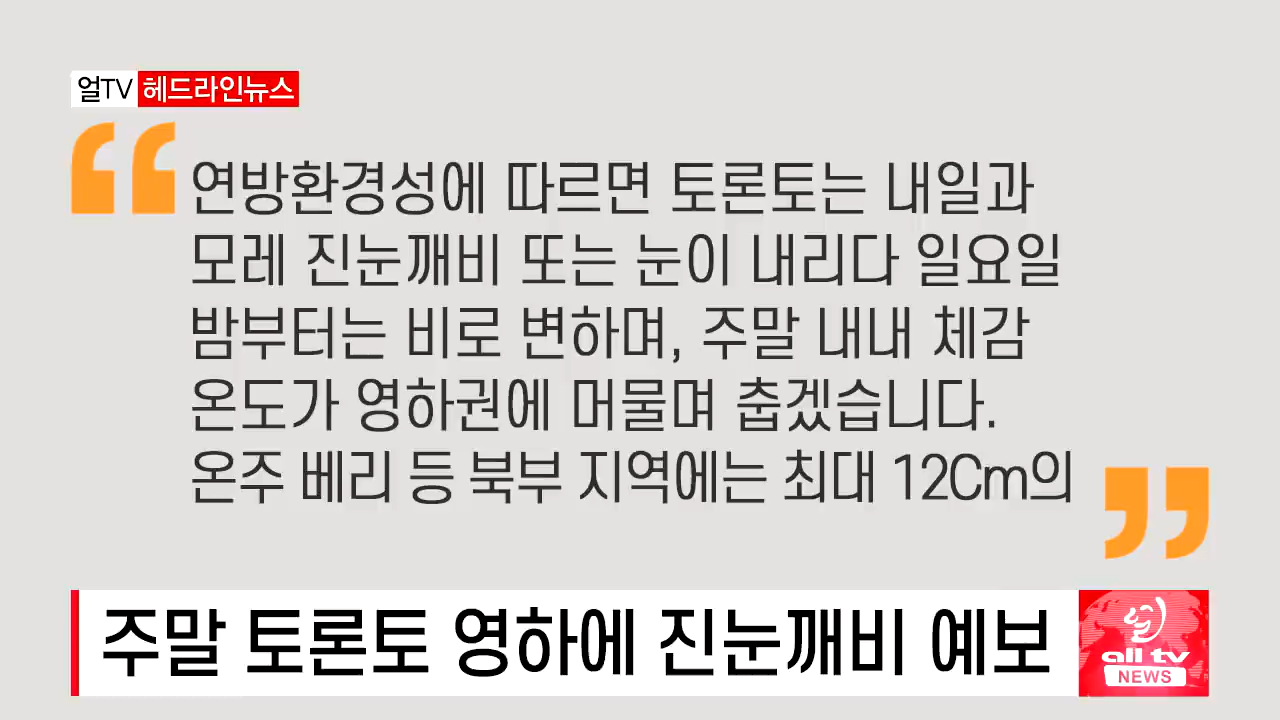 얼TV 헤드라인뉴스
연방환경성에 따르면 토론토는 내일과
모레 진눈깨비 또는 눈이 내리다 일요일
밤부터는 비로 변하며, 주말 내내 체감
온도가 영하권에 머물며 춥겠습니다.
온주 베리 등 북부 지역에는 최대 12Cm의
주말 토론토 영하에 진눈깨비 예보
얼
all tv
NEWS